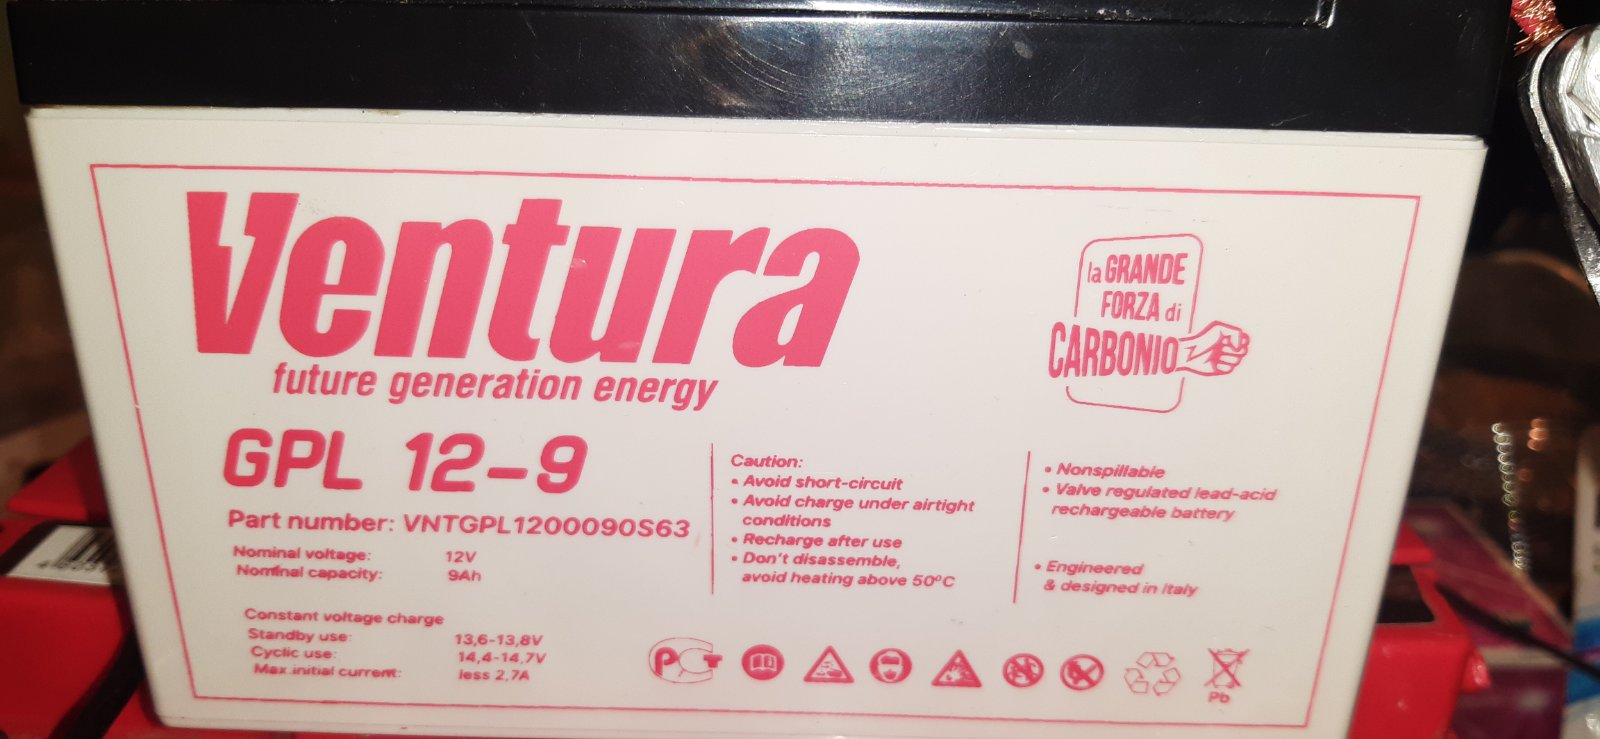 Ventura
future generation energy
la GRANDE
FORZA di
CARBONIO
GPL 12-9
Part number: VNTGPL1200090S63
Nominal voltage: 12V
Nominal capacity: 9Ah
Constant voltage charge
Standby use: 13,6-13,8V
Cyclic use: 14,4-14,7V
Max.initial current: less 2,7A
Caution:
• Avoid short-circuit
• Avoid charge under airtight
conditions
• Recharge after use
• Don't disassemble,
avoid heating above 50ºC
• Nonspillable
• Valve regulated lead-acid
rechargeable battery
• Engineered
& designed in Italy
Pb